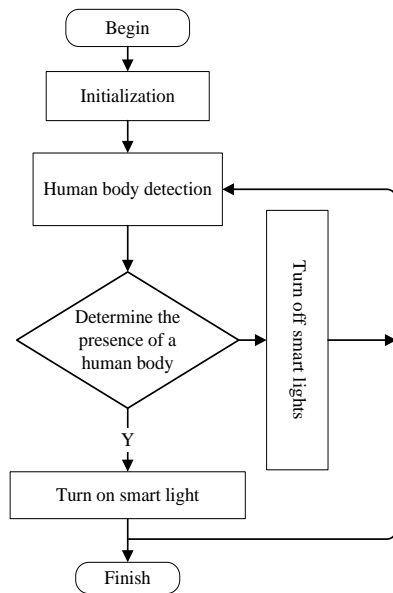 Begin
Initialization
Human body detection
Determine the
presence of a
human body
Turn off smart lights
Y
Turn on smart light
Finish